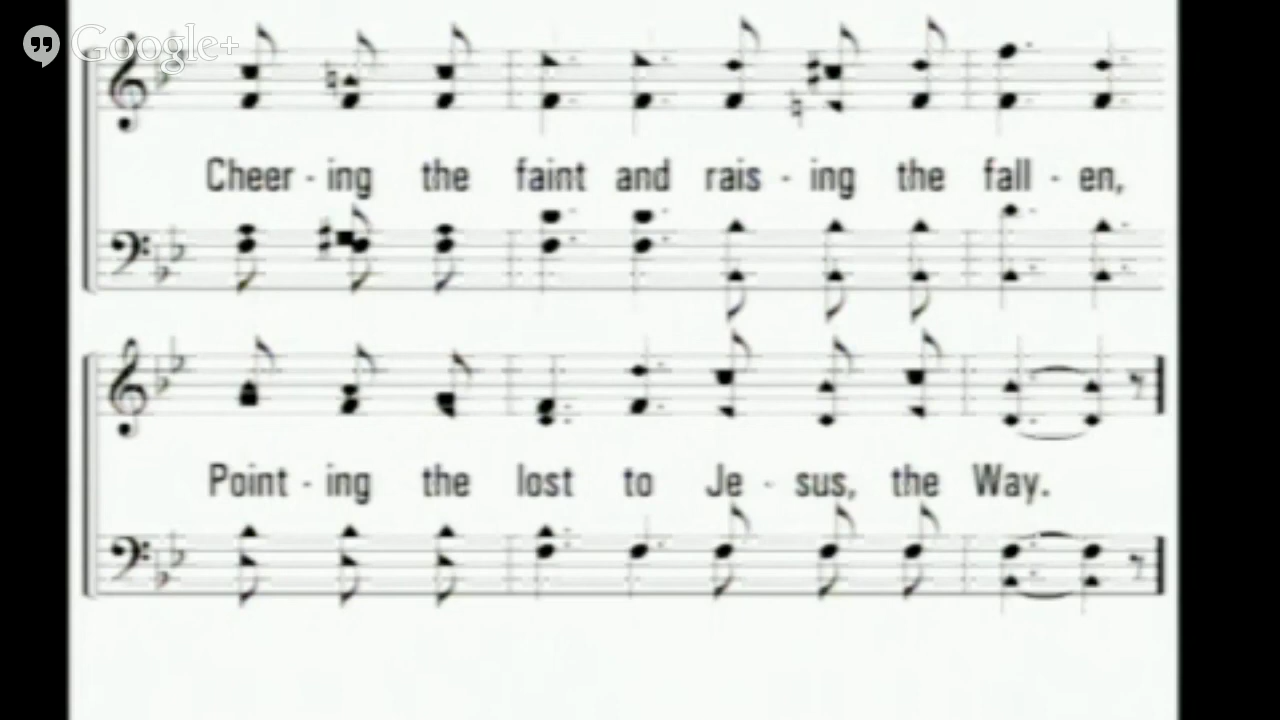 Google+
Cheer - ing the faint and rais - ing the fall - en,
Point - ing the lost to Je - sus, the Way.